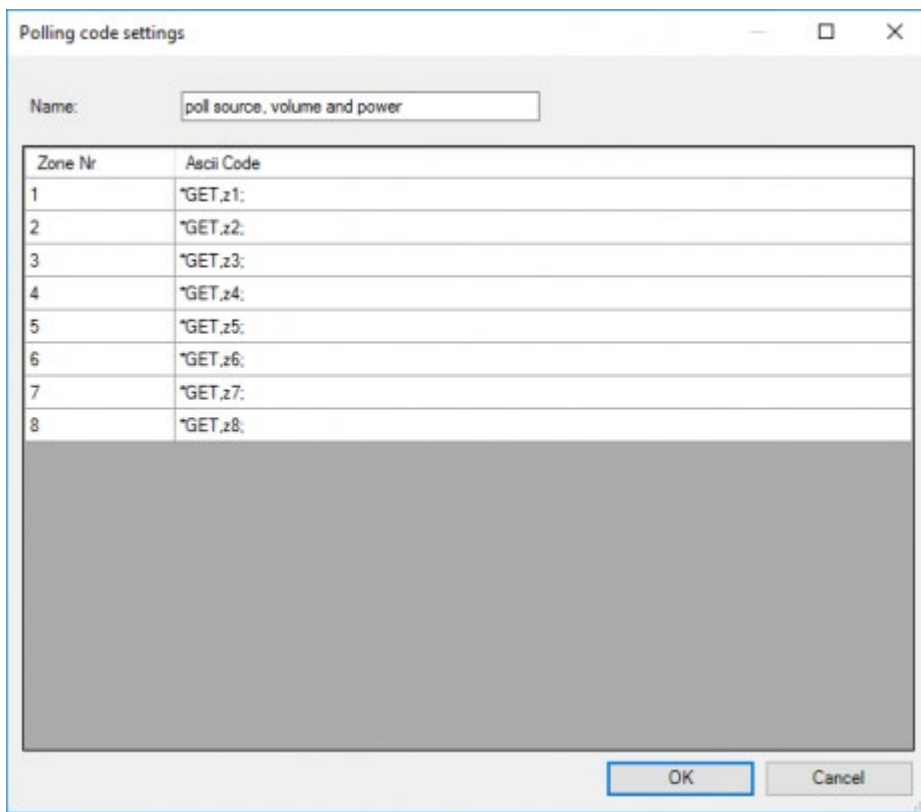 Polling code settings
Name: poll source, volume and power
Zone Nr Ascii Code
1 *GET,z1;
2 *GET,z2;
3 *GET,z3;
4 *GET,z4;
5 *GET,z5;
6 *GET,z6;
7 *GET,z7;
8 *GET,z8;
OK Cancel